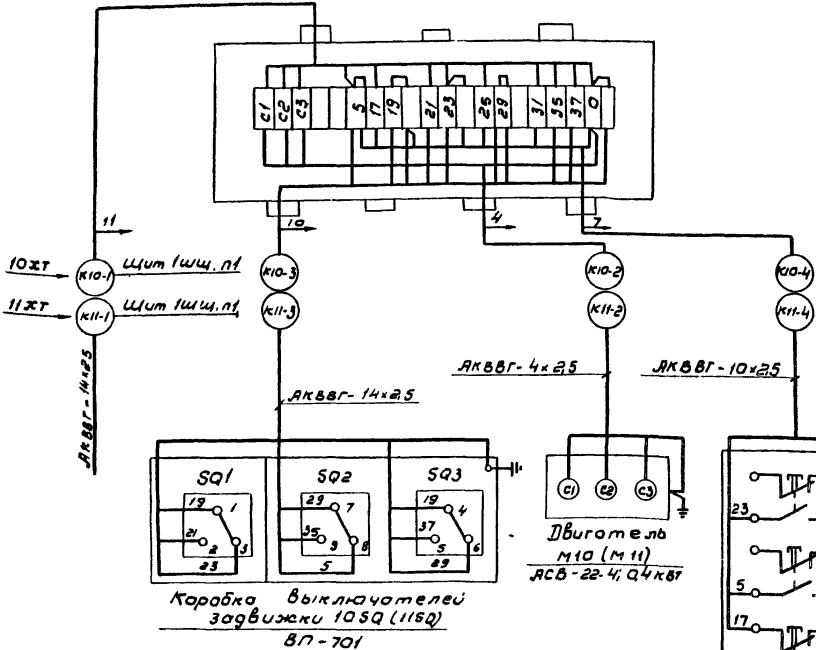 С1 С2 С3 5 17 19 21 23 25 29 31 35 37 0
11
10
4
7
10ХТ
К10-1
Щит 1ШЩ. п1
К10-3
К10-2
К10-4
11ХТ
К11-1
Щит 1ШЩ. п1
К11-3
К11-2
К11-4
АКВВГ-14х2,5
АКВВГ-14х2,5
АКВВГ-4х2,5
АКВВГ-10х2,5
SQ1
SQ2
SQ3
19 1
21 2 3
23
29 7
35 9 8
5
19 4
37 5 6
29
С1 С2 С3
23
5
17
Двигатель
М10 (М11)
АСВ-22-4; 0,4 кВт
Коробка выключателей
задвижки 10SQ (11SQ)
ВП-701